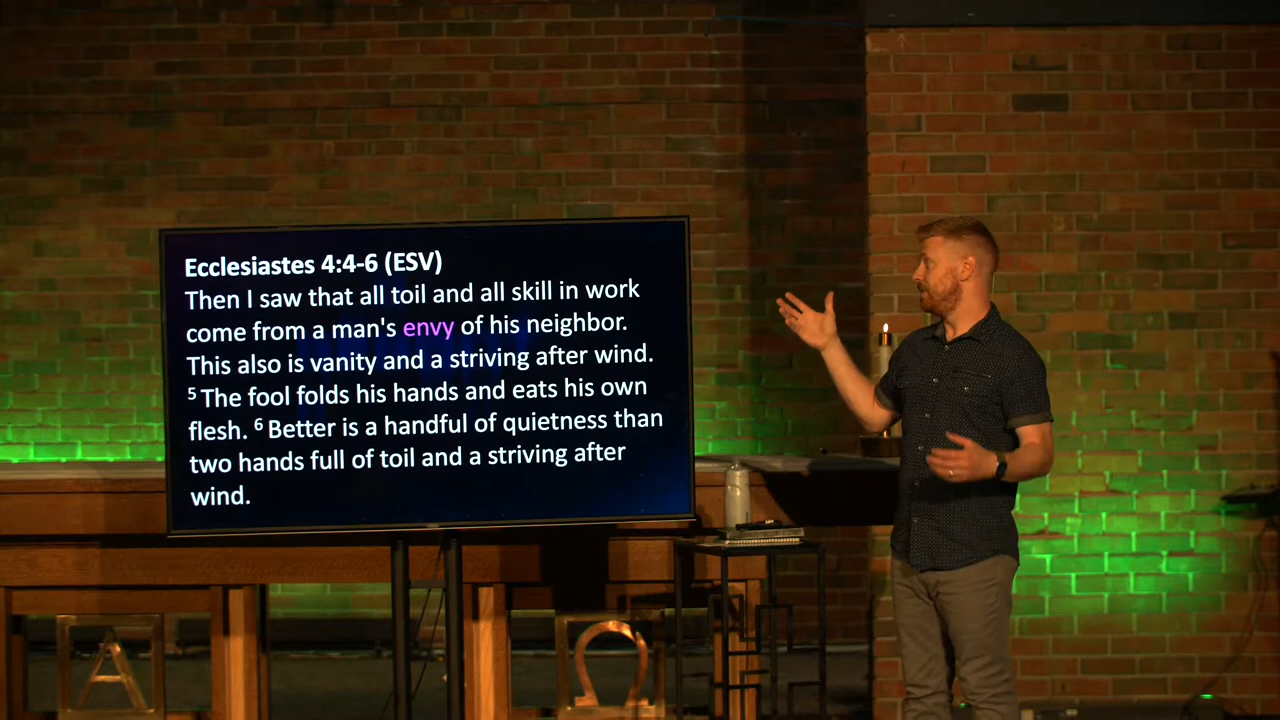 Ecclesiastes 4:4-6 (ESV)
Then I saw that all toil and all skill in work
come from a man's envy of his neighbor.
This also is vanity and a striving after wind.
5 The fool folds his hands and eats his own
flesh. 6 Better is a handful of quietness than
two hands full of toil and a striving after
wind.
Α Ω